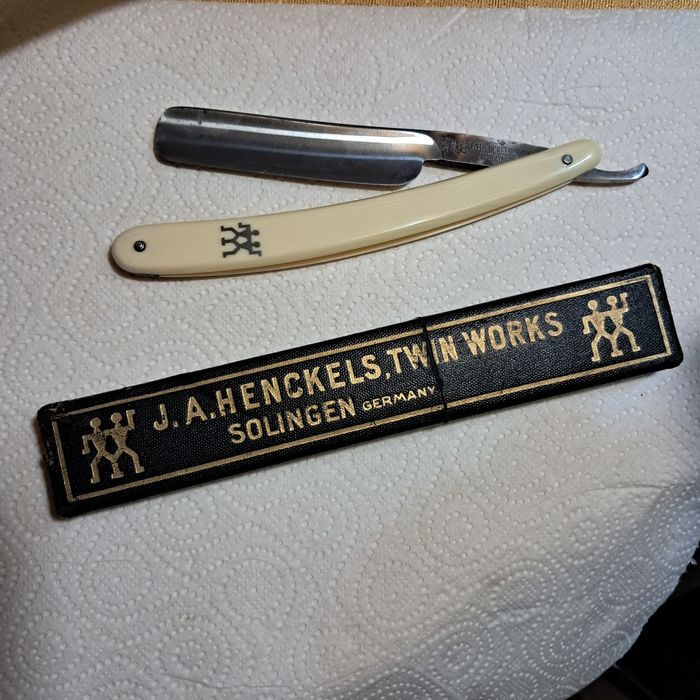 J. A. HENCKELS, TWIN WORKS
SOLINGEN GERMANY